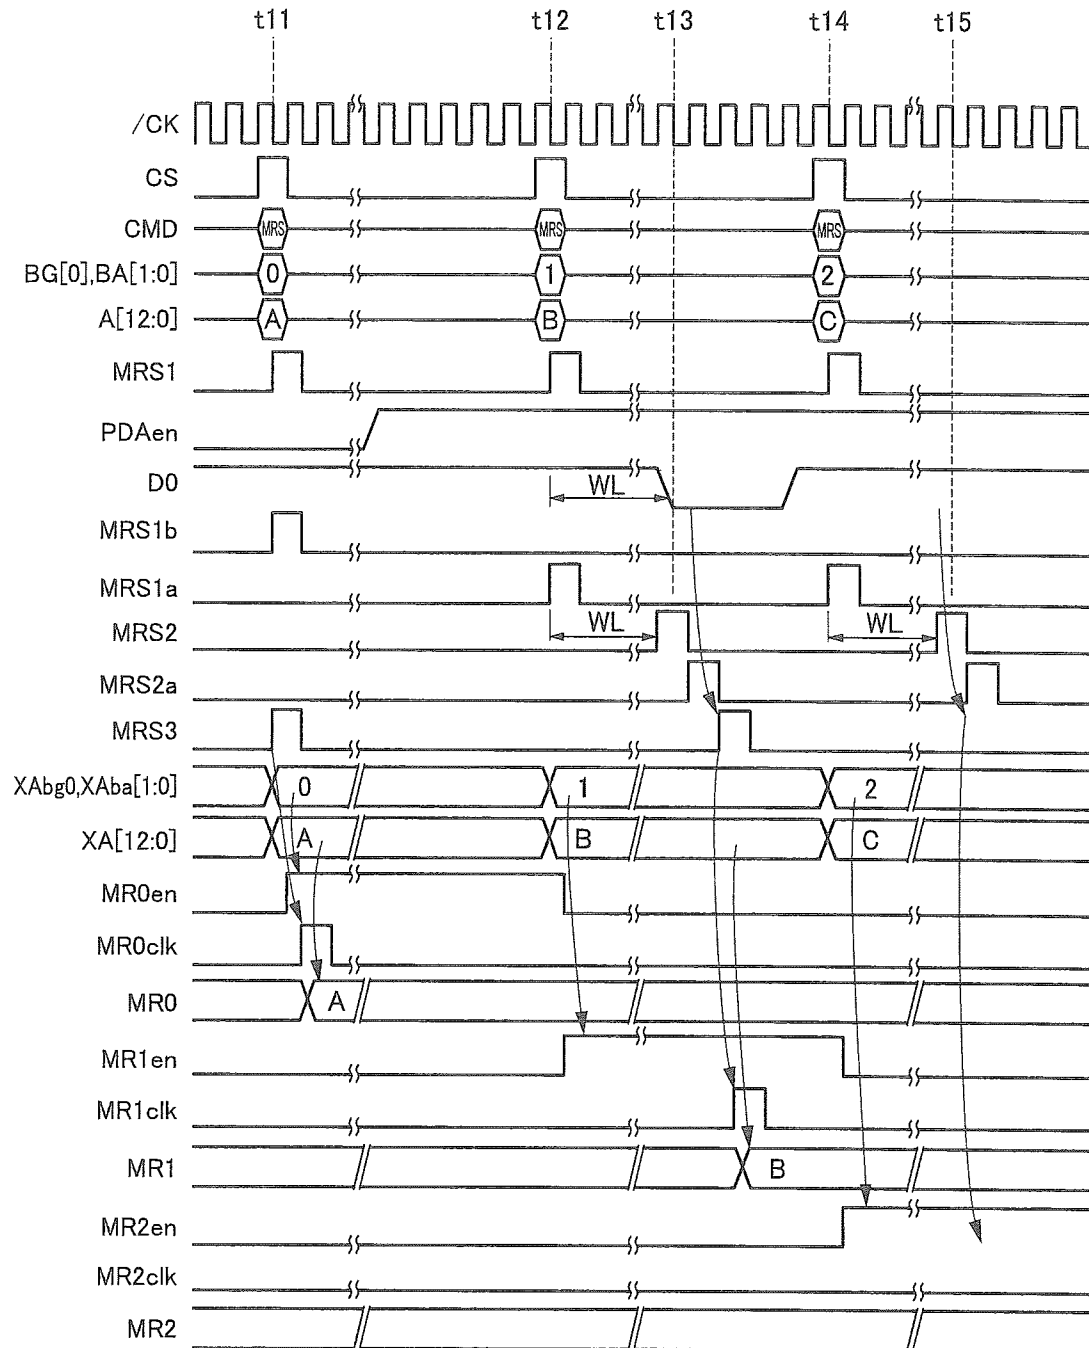 t11 t12 t13 t14 t15
/CK
CS
CMD MRS MRS MRS
BG[0],BA[1:0] 0 1 2
A[12:0] A B C
MRS1
PDAen
D0 WL
MRS1b
MRS1a
MRS2 WL WL
MRS2a
MRS3
XAbg0,XAba[1:0] 0 1 2
XA[12:0] A B C
MR0en
MR0clk
MR0 A
MR1en
MR1clk
MR1 B
MR2en
MR2clk
MR2